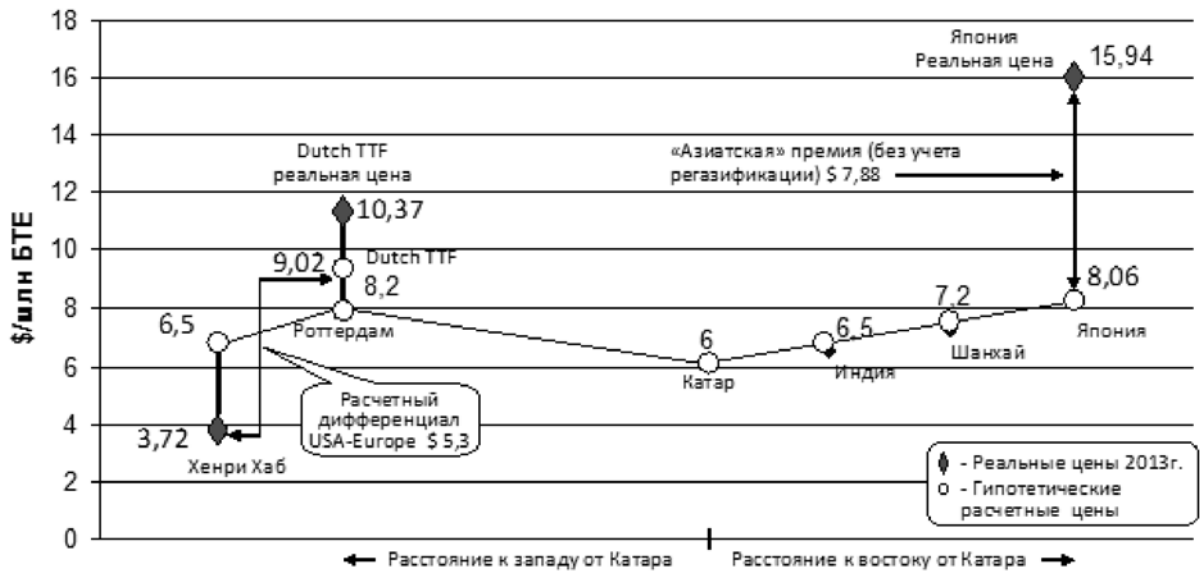 18
16
14
12
10
8
6
4
2
0
$/млн БТЕ
Япония
Реальная цена
15,94
Dutch TTF
реальная цена
10,37
«Азиатская» премия (без учета
регазификации) $ 7,88
9,02
Dutch TTF
8,2
6,5
Роттердам
6
Катар
6,5
Индия
7,2
Шанхай
8,06
Япония
Расчетный
дифференциал
USA-Europe $ 5,3
3,72
Хенри Хаб
- Реальные цены 2013г.
- Гипотетические
расчетные цены
Расстояние к западу от Катара
Расстояние к востоку от Катара